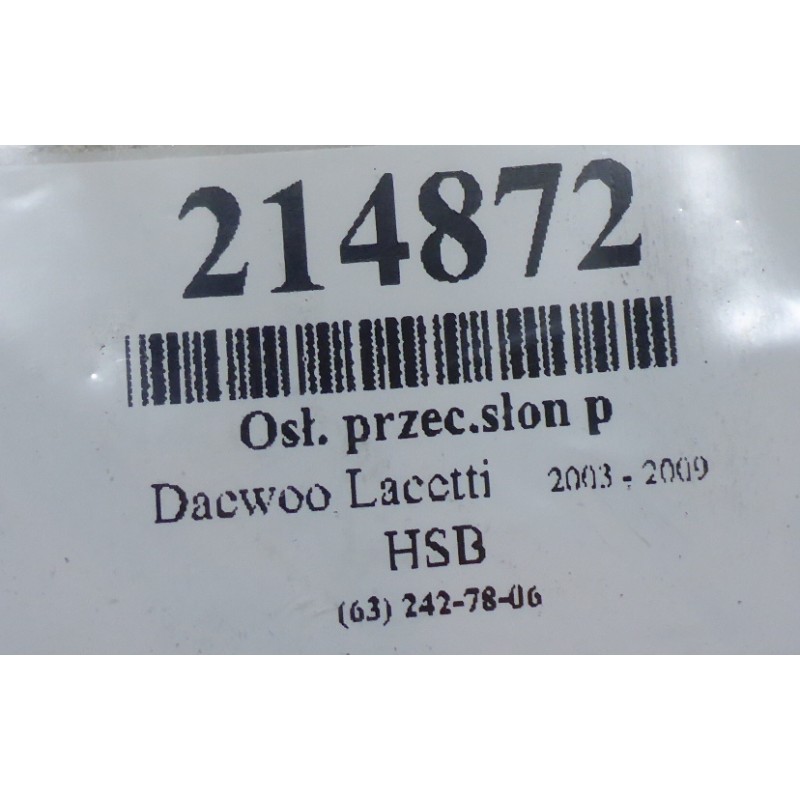 214872
Osł. przec.słon p
Daewoo Lacetti 2003 - 2009
HSB
(63) 242-78-06